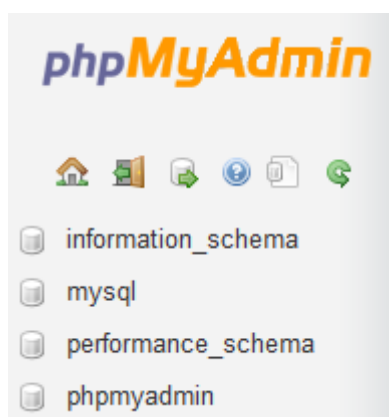 phpMyAdmin
information_schema
mysql
performance_schema
phpmyadmin